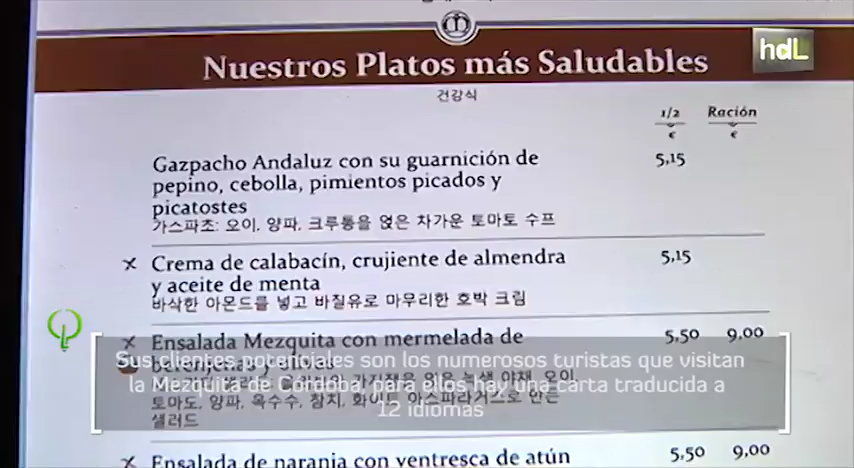 hdL
Nuestros Platos más Saludables
건강식
1/2 Ración
€ €
Gazpacho Andaluz con su guarnición de 5,15
pepino, cebolla, pimientos picados y
picatostes
가스파초: 오이, 양파, 크루통을 얹은 차가운 토마토 수프
Crema de calabacín, crujiente de almendra 5,15
y aceite de menta
바삭한 아몬드를 넣고 바질유로 마무리한 호박 크림
Ensalada Mezquita con mermelada de 5,50 9,00
berenjenas y
토마도, 양파, 옥수수, 참치, 화이트 아스파라거스로 만든
샐러드
Sus clientes potenciales son los numerosos turistas que visitan
la Mezquita de Córdoba, para ellos hay una carta traducida a
12 idiomas
Ensalada de naranja con ventresca de atún 5,50 9,00